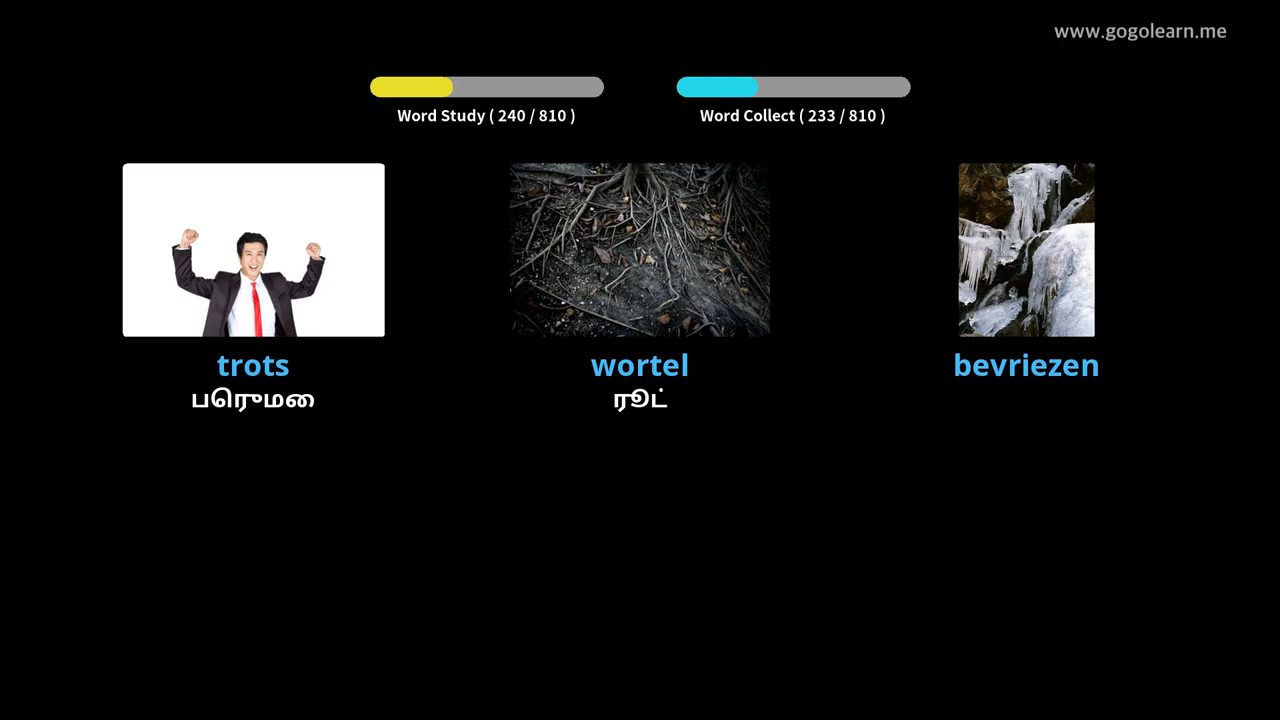 www.gogolearn.me
Word Study ( 240 / 810 )
Word Collect ( 233 / 810 )
trots
பெருமை
wortel
ரூட்
bevriezen